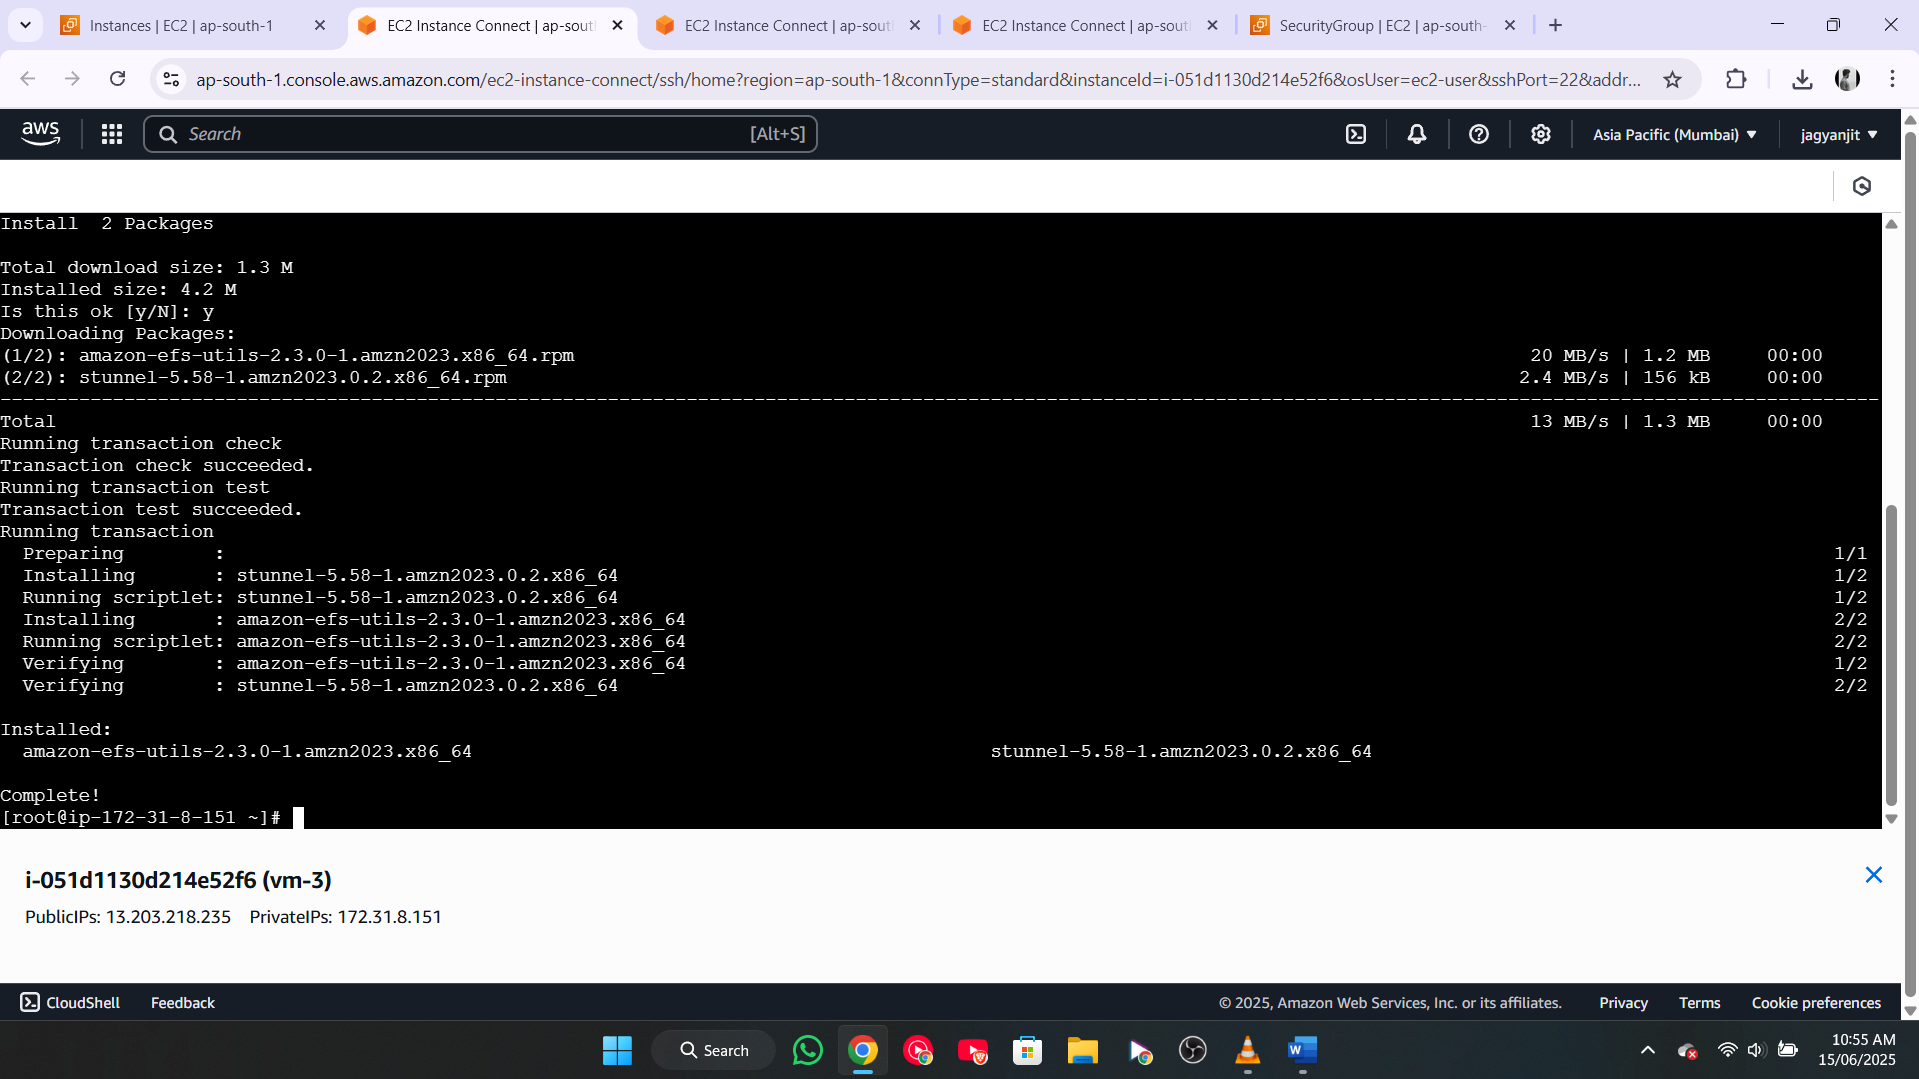 Instances | EC2 | ap-south-1
EC2 Instance Connect | ap-sout
EC2 Instance Connect | ap-sout
EC2 Instance Connect | ap-sout
SecurityGroup | EC2 | ap-south-
ap-south-1.console.aws.amazon.com/ec2-instance-connect/ssh/home?region=ap-south-1&connType=standard&instanceId=i-051d1130d214e52f6&osUser=ec2-user&sshPort=22&addr...
aws
Search
[Alt+S]
Asia Pacific (Mumbai)
jagyanjit
Install  2 Packages
Total download size: 1.3 M
Installed size: 4.2 M
Is this ok [y/N]: y
Downloading Packages:
(1/2): amazon-efs-utils-2.3.0-1.amzn2023.x86_64.rpm 20 MB/s | 1.2 MB 00:00
(2/2): stunnel-5.58-1.amzn2023.0.2.x86_64.rpm 2.4 MB/s | 156 kB 00:00
--------------------------------------------------------------------------------
Total 13 MB/s | 1.3 MB 00:00
Running transaction check
Transaction check succeeded.
Running transaction test
Transaction test succeeded.
Running transaction
Preparing : 1/1
Installing : stunnel-5.58-1.amzn2023.0.2.x86_64 1/2
Running scriptlet: stunnel-5.58-1.amzn2023.0.2.x86_64 1/2
Installing : amazon-efs-utils-2.3.0-1.amzn2023.x86_64 2/2
Running scriptlet: amazon-efs-utils-2.3.0-1.amzn2023.x86_64 2/2
Verifying : amazon-efs-utils-2.3.0-1.amzn2023.x86_64 1/2
Verifying : stunnel-5.58-1.amzn2023.0.2.x86_64 2/2
Installed:
amazon-efs-utils-2.3.0-1.amzn2023.x86_64 stunnel-5.58-1.amzn2023.0.2.x86_64
Complete!
[root@ip-172-31-8-151 ~]#
i-051d1130d214e52f6 (vm-3)
PublicIPs: 13.203.218.235 PrivateIPs: 172.31.8.151
CloudShell
Feedback
© 2025, Amazon Web Services, Inc. or its affiliates.
Privacy
Terms
Cookie preferences
Search
10:55 AM
15/06/2025